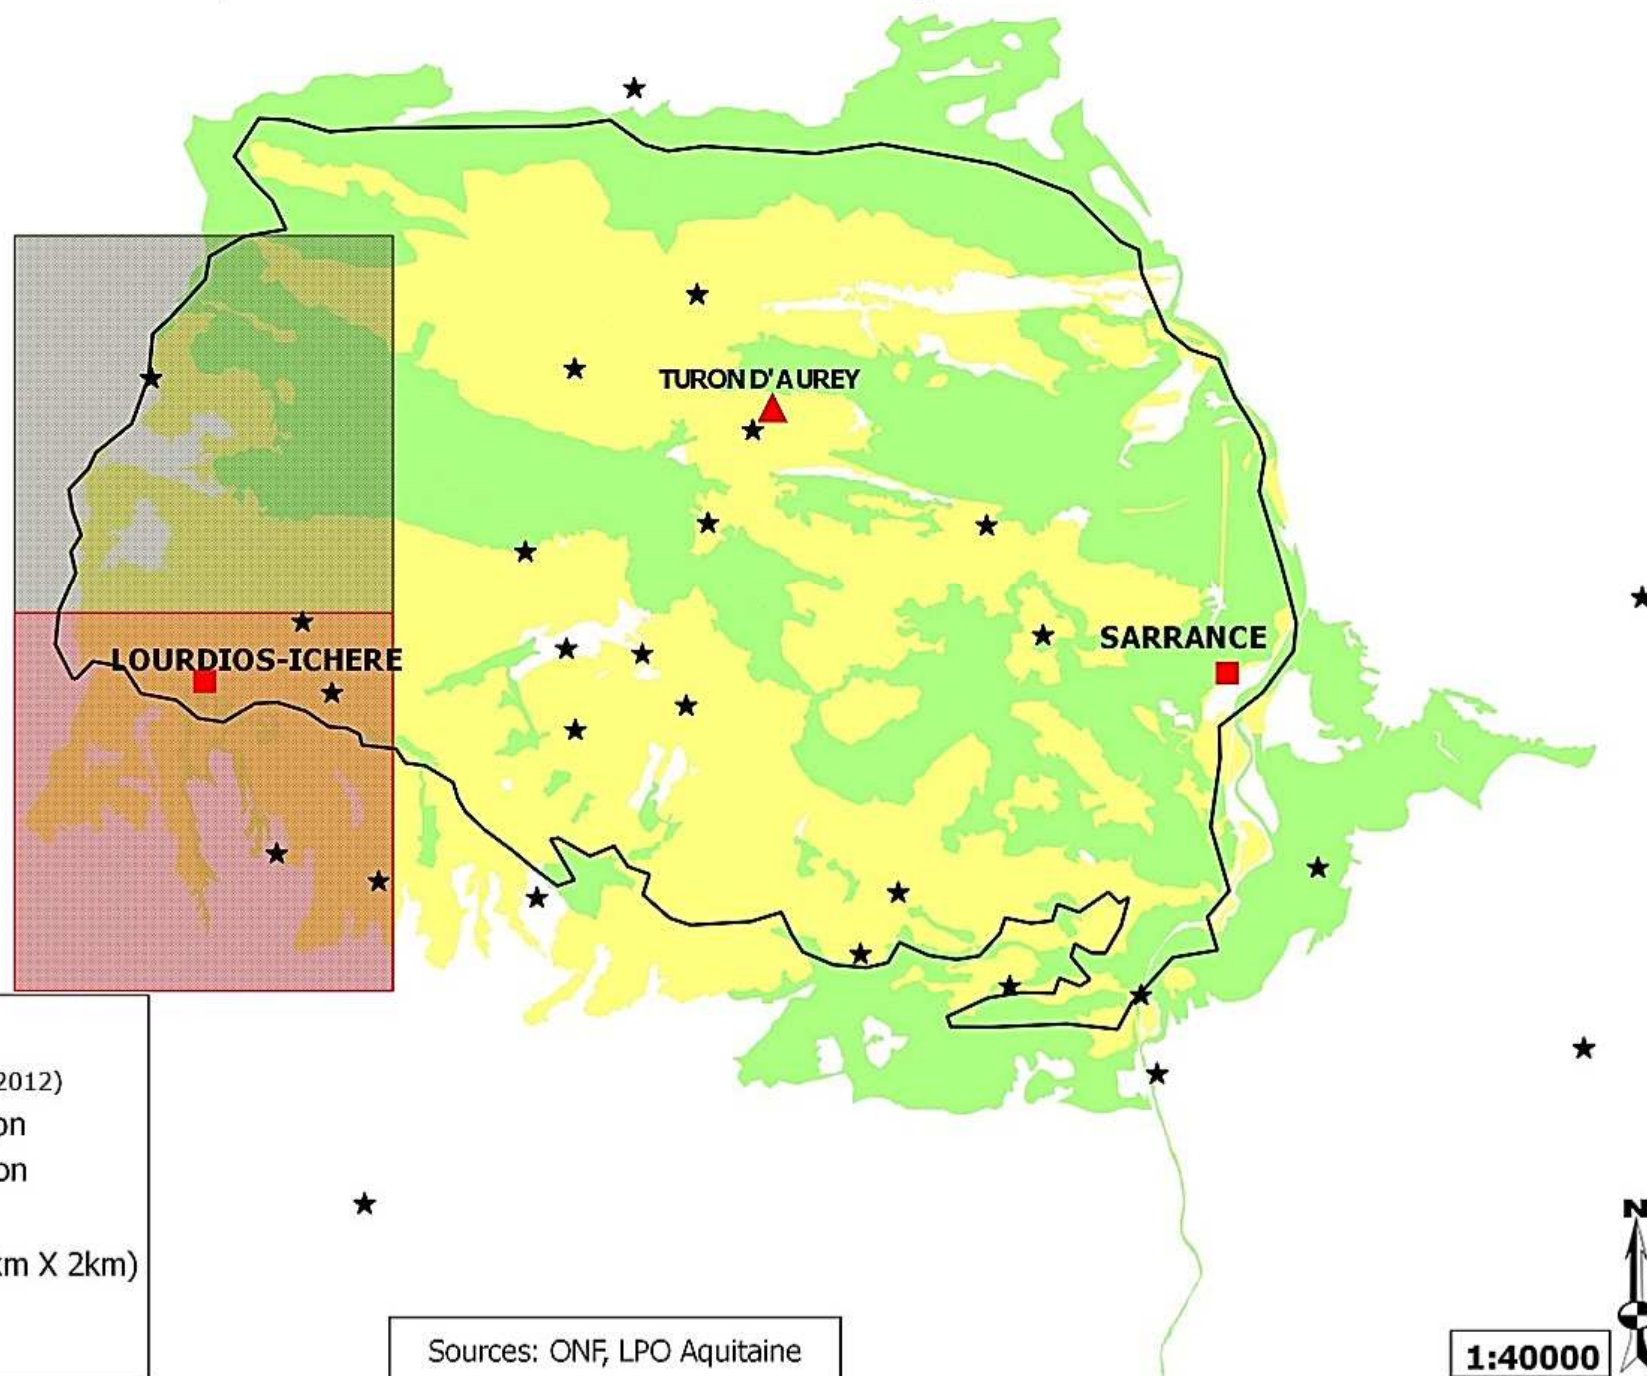 TURON D'AUREY
SARRANCE
LOURDIOS-ICHERE
2012)
on
on
km X 2km)
Sources: ONF, LPO Aquitaine
N
1:40000